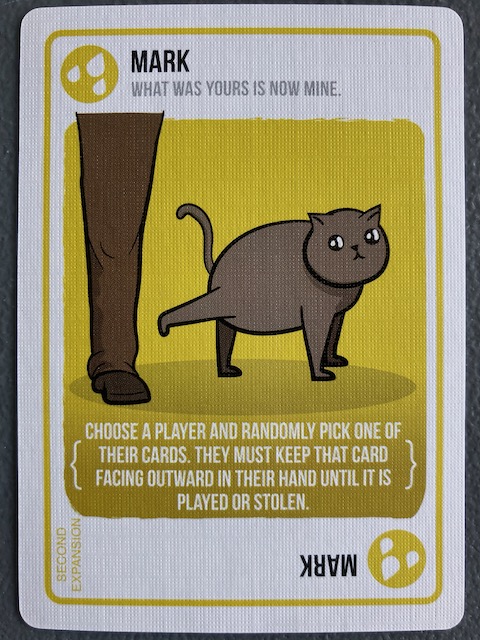 MARK
WHAT WAS YOURS IS NOW MINE.
CHOOSE A PLAYER AND RANDOMLY PICK ONE OF
THEIR CARDS. THEY MUST KEEP THAT CARD
FACING OUTWARD IN THEIR HAND UNTIL IT IS
PLAYED OR STOLEN.
SECOND
EXPANSION
MARK